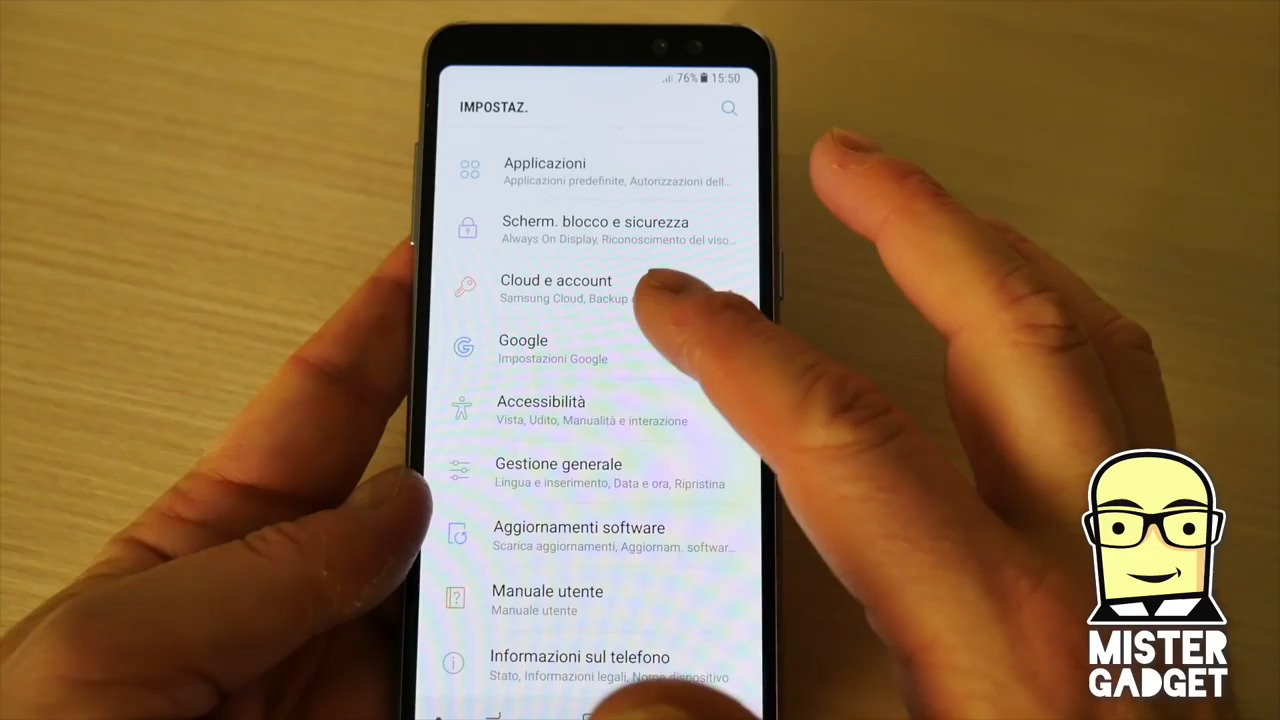 76% 15:50
IMPOSTAZ.
Applicazioni
Applicazioni predefinite, Autorizzazioni dell...
Scherm. blocco e sicurezza
Always On Display, Riconoscimento del viso...
Cloud e account
Samsung Cloud, Backup
Google
Impostazioni Google
Accessibilità
Vista, Udito, Manualità e interazione
Gestione generale
Lingua e inserimento, Data e ora, Ripristina
Aggiornamenti software
Scarica aggiornamenti, Aggiornam. softwar...
Manuale utente
Manuale utente
Informazioni sul telefono
Stato, Informazioni legali, Nome dispositivo
MISTER
GADGET